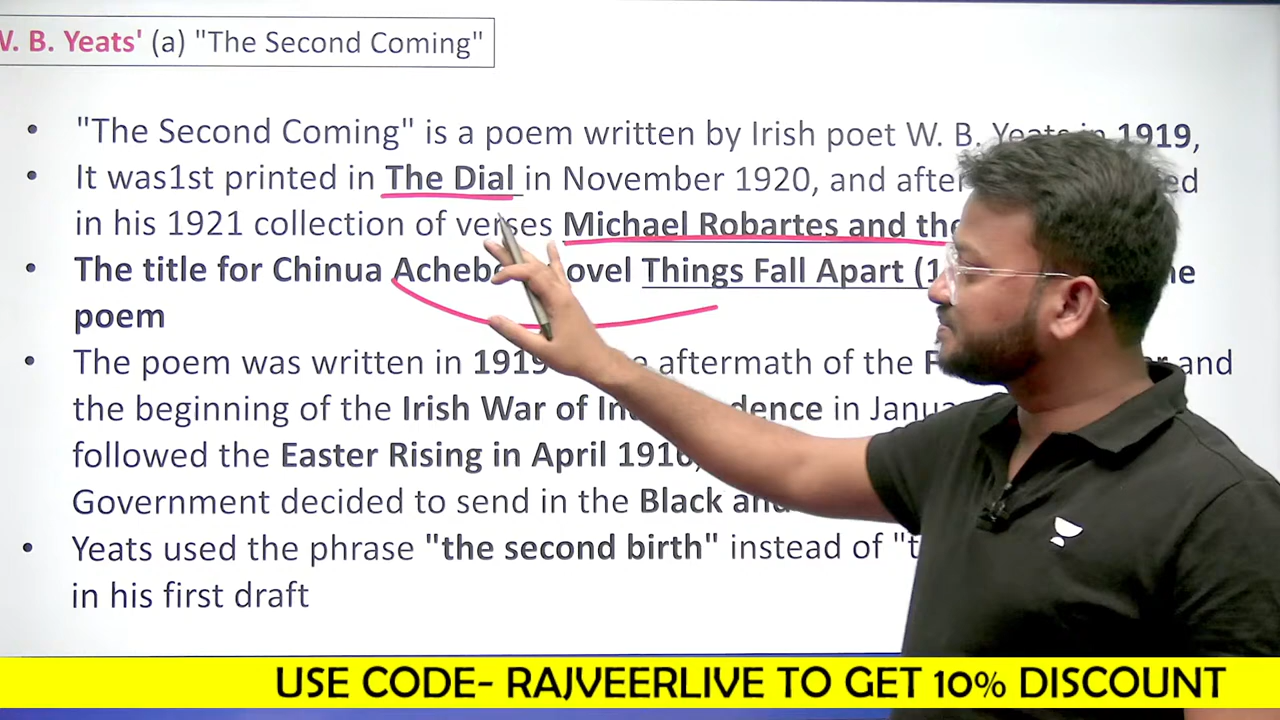 W. B. Yeats' (a) "The Second Coming"
• "The Second Coming" is a poem written by Irish poet W. B. Yeats in 1919,
• It was1st printed in The Dial in November 1920, and
in his 1921 collection of verses Michael Robartes and the
• The title for Chinua novel Things Fall Apart
poem
• The poem was written in 1919 aftermath of the and
the beginning of the Irish War of in
followed the Easter Rising in April 1916,
Government decided to send in the Black
• Yeats used the phrase "the second birth" instead of
in his first draft
USE CODE- RAJVEERLIVE TO GET 10% DISCOUNT